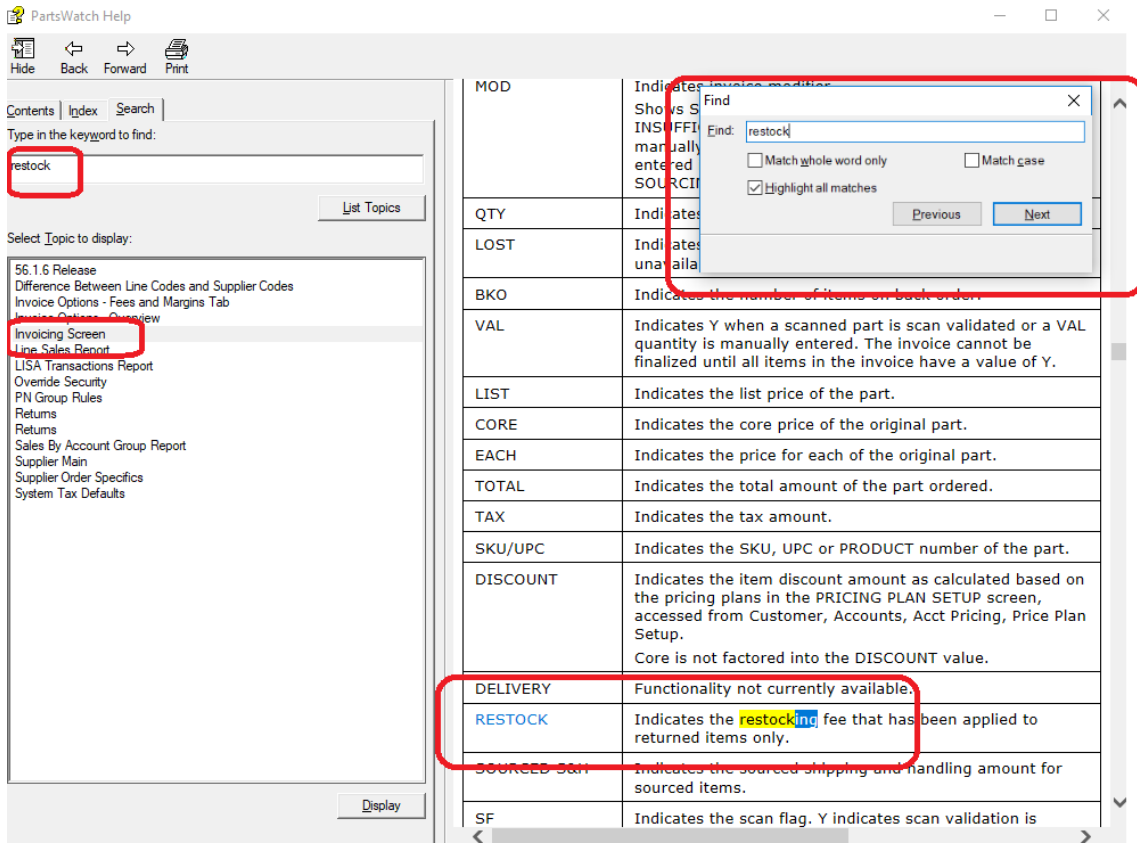 PartsWatch Help
Hide Back Forward Print
Contents Index Search
Type in the keyword to find:
restock
List Topics
Select Topic to display:
56.1.6 Release
Difference Between Line Codes and Supplier Codes
Invoice Options - Fees and Margins Tab
Invoice Options - Overview
Invoicing Screen
Line Sales Report
LISA Transactions Report
Override Security
PN Group Rules
Returns
Returns
Sales By Account Group Report
Supplier Main
Supplier Order Specifics
System Tax Defaults
Display
MOD Indicates invoice modifier
Shows S
INSUFFI
manually
entered
SOURCI
Find
Find: restock
Match whole word only Match case
Highlight all matches
Previous Next
QTY Indicates
LOST Indicates
unavaila
BKO Indicates the number of items on back order.
VAL Indicates Y when a scanned part is scan validated or a VAL
quantity is manually entered. The invoice cannot be
finalized until all items in the invoice have a value of Y.
LIST Indicates the list price of the part.
CORE Indicates the core price of the original part.
EACH Indicates the price for each of the original part.
TOTAL Indicates the total amount of the part ordered.
TAX Indicates the tax amount.
SKU/UPC Indicates the SKU, UPC or PRODUCT number of the part.
DISCOUNT Indicates the item discount amount as calculated based on
the pricing plans in the PRICING PLAN SETUP screen,
accessed from Customer, Accounts, Acct Pricing, Price Plan
Setup.
Core is not factored into the DISCOUNT value.
DELIVERY Functionality not currently available.
RESTOCK Indicates the restocking fee that has been applied to
returned items only.
SOURCED S&H Indicates the sourced shipping and handling amount for
sourced items.
SF Indicates the scan flag. Y indicates scan validation is